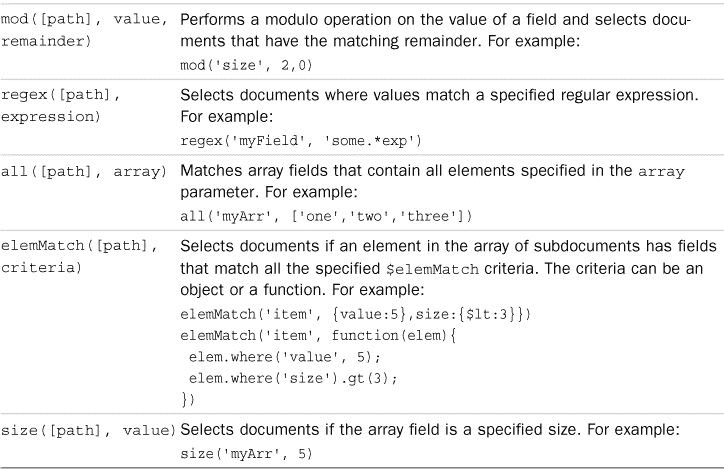 mod([path], value, Performs a modulo operation on the value of a field and selects docu-
remainder) ments that have the matching remainder. For example:
mod('size', 2,0)
regex([path], Selects documents where values match a specified regular expression.
expression) For example:
regex('myField', 'some.*exp')
all([path], array) Matches array fields that contain all elements specified in the array
parameter. For example:
all('myArr', ['one','two','three'])
elemMatch([path], Selects documents if an element in the array of subdocuments has fields
criteria) that match all the specified $elemMatch criteria. The criteria can be an
object or a function. For example:
elemMatch('item', {value:5},size:{$lt:3}})
elemMatch('item', function(elem){
elem.where('value', 5);
elem.where('size').gt(3);
})
size([path], value) Selects documents if the array field is a specified size. For example:
size('myArr', 5)